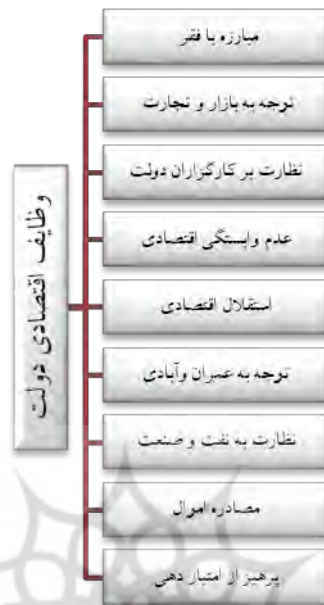 وظایف اقتصادی دولت
مبارزه با فقر
توجه به بازار و تجارت
نظارت بر کارگزاران دولت
عدم وابستگی اقتصادی
استقلال اقتصادی
توجه به عمران وآبادی
نظارت به نفت و صنعت
مصادره اموال
پرهیز از امتیاز دهی